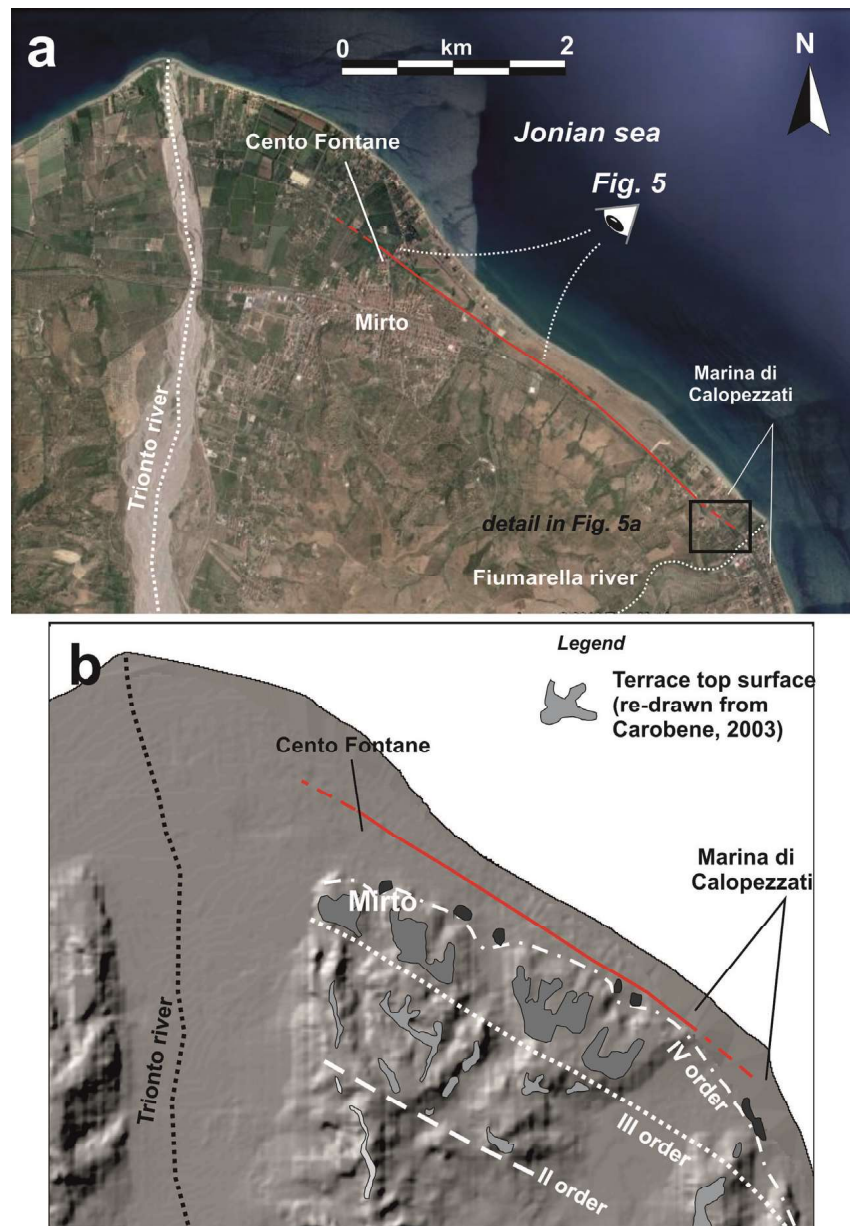 a
0 km 2
N
Cento Fontane
Jonian sea
Fig. 5
Mirto
Marina di
Calopezzati
Trionto river
detail in Fig. 5a
Fiumarella river
b
Legend
Terrace top surface
(re-drawn from
Carobene, 2003)
Cento Fontane
Marina di
Calopezzati
Mirto
Trionto river
IV order
III order
II order